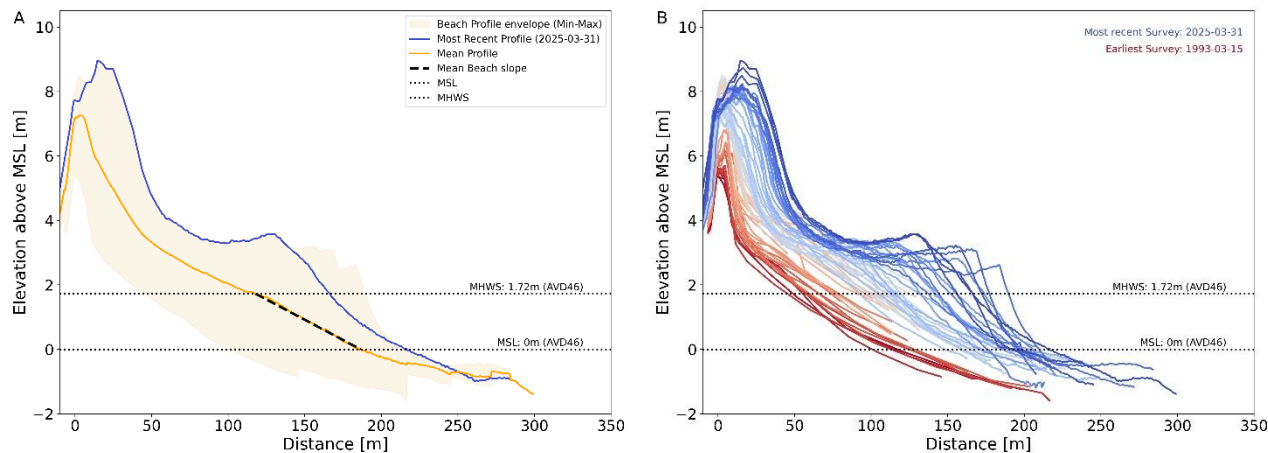 A
Elevation above MSL [m]
10
8
6
4
2
0
−2
Beach Profile envelope (Min-Max)
Most Recent Profile (2025-03-31)
Mean Profile
Mean Beach slope
MSL
MHWS
MHWS: 1.72m (AVD46)
MSL: 0m (AVD46)
0 50 100 150 200 250 300 350
Distance [m]
B
Elevation above MSL [m]
10
8
6
4
2
0
−2
Most recent Survey: 2025-03-31
Earliest Survey: 1993-03-15
MHWS: 1.72m (AVD46)
MSL: 0m (AVD46)
0 50 100 150 200 250 300 350
Distance [m]